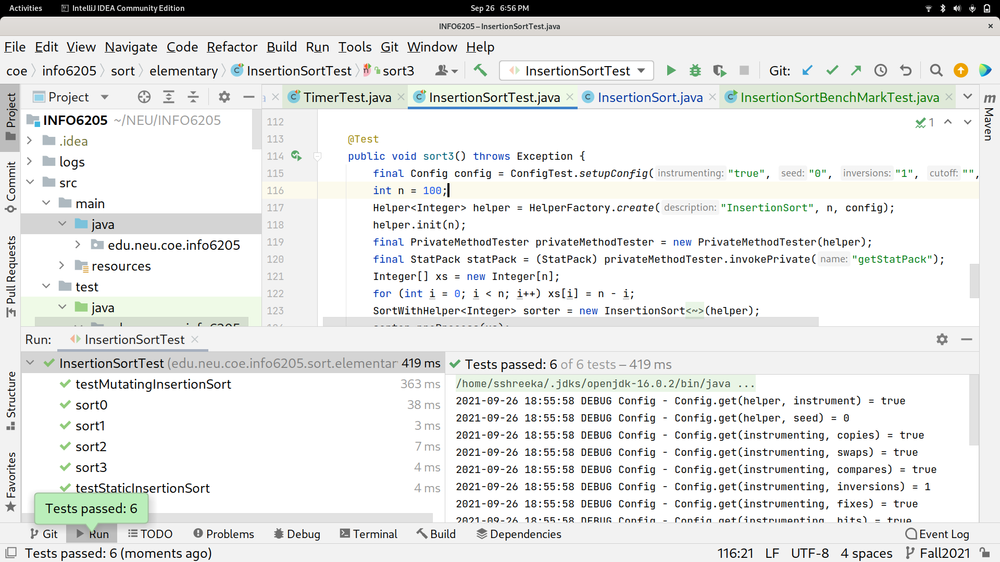 Activities IntelliJ IDEA Community Edition Sep 26 6:56 PM
INFO6205 – InsertionSortTest.java
File Edit View Navigate Code Refactor Build Run Tools Git Window Help
coe info6205 sort elementary InsertionSortTest sort3 InsertionSortTest Git:
Project TimerTest.java InsertionSortTest.java InsertionSort.java InsertionSortBenchMarkTest.java
Project
Commit
Pull Requests
Structure
Favorites
Maven
INFO6205 ~/NEU/INFO6205
.idea
logs
src
main
java
edu.neu.coe.info6205
resources
test
java
1
112
113 @Test
114 public void sort3() throws Exception {
115 final Config config = ConfigTest.setupConfig( instrumenting: "true", seed: "0", inversions: "1", cutoff: "",
116 int n = 100;
117 Helper<Integer> helper = HelperFactory.create( description: "InsertionSort", n, config);
118 helper.init(n);
119 final PrivateMethodTester privateMethodTester = new PrivateMethodTester(helper);
120 final StatPack statPack = (StatPack) privateMethodTester.invokePrivate( name: "getStatPack");
121 Integer[] xs = new Integer[n];
122 for (int i = 0; i < n; i++) xs[i] = n - i;
123 SortWithHelper<Integer> sorter = new InsertionSort<~>(helper);
Run: InsertionSortTest
InsertionSortTest (edu.neu.coe.info6205.sort.elementar 419 ms
testMutatingInsertionSort 363 ms
sort0 38 ms
sort1 3 ms
sort2 7 ms
sort3 4 ms
testStaticInsertionSort 4 ms
Tests passed: 6
Tests passed: 6 of 6 tests – 419 ms
/home/sshreeka/.jdks/openjdk-16.0.2/bin/java ...
2021-09-26 18:55:58 DEBUG Config - Config.get(helper, instrument) = true
2021-09-26 18:55:58 DEBUG Config - Config.get(helper, seed) = 0
2021-09-26 18:55:58 DEBUG Config - Config.get(instrumenting, copies) = true
2021-09-26 18:55:58 DEBUG Config - Config.get(instrumenting, swaps) = true
2021-09-26 18:55:58 DEBUG Config - Config.get(instrumenting, compares) = true
2021-09-26 18:55:58 DEBUG Config - Config.get(instrumenting, inversions) = 1
2021-09-26 18:55:58 DEBUG Config - Config.get(instrumenting, fixes) = true
2021-09-26 18:55:58 DEBUG Config - Config.get(instrumenting, hits) = true
Git Run TODO Problems Debug Terminal Build Dependencies Event Log
Tests passed: 6 (moments ago) 116:21 LF UTF-8 4 spaces Fall2021